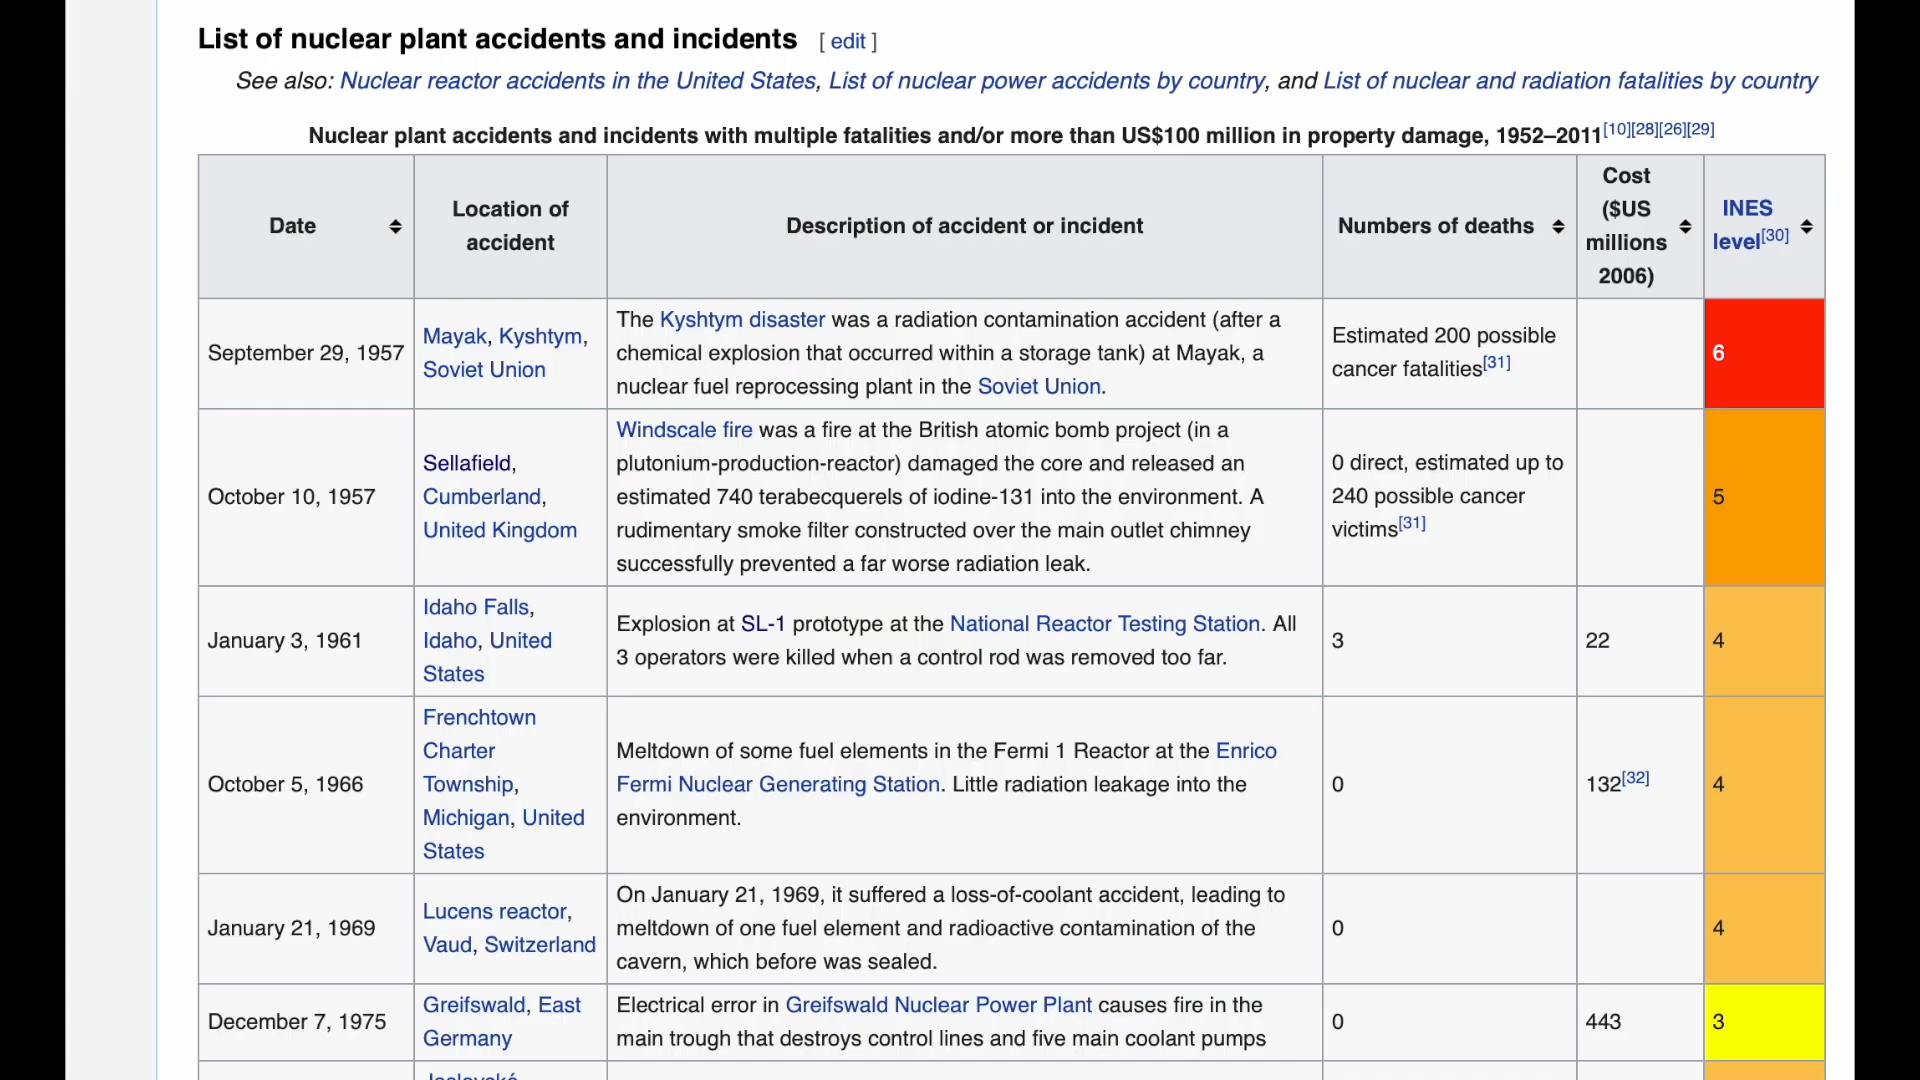 List of nuclear plant accidents and incidents [ edit ]
See also: Nuclear reactor accidents in the United States, List of nuclear power accidents by country, and List of nuclear and radiation fatalities by country
Nuclear plant accidents and incidents with multiple fatalities and/or more than US$100 million in property damage, 1952–2011[10][28][26][29]
Date
Location of
accident
Description of accident or incident
Numbers of deaths
Cost
($US
millions
2006)
INES
level[30]
September 29, 1957
Mayak, Kyshtym,
Soviet Union
The Kyshtym disaster was a radiation contamination accident (after a
chemical explosion that occurred within a storage tank) at Mayak, a
nuclear fuel reprocessing plant in the Soviet Union.
Estimated 200 possible
cancer fatalities[31]
6
October 10, 1957
Sellafield,
Cumberland,
United Kingdom
Windscale fire was a fire at the British atomic bomb project (in a
plutonium-production-reactor) damaged the core and released an
estimated 740 terabecquerels of iodine-131 into the environment. A
rudimentary smoke filter constructed over the main outlet chimney
successfully prevented a far worse radiation leak.
0 direct, estimated up to
240 possible cancer
victims[31]
5
January 3, 1961
Idaho Falls,
Idaho, United
States
Explosion at SL-1 prototype at the National Reactor Testing Station. All
3 operators were killed when a control rod was removed too far.
3
22
4
October 5, 1966
Frenchtown
Charter
Township,
Michigan, United
States
Meltdown of some fuel elements in the Fermi 1 Reactor at the Enrico
Fermi Nuclear Generating Station. Little radiation leakage into the
environment.
0
132[32]
4
January 21, 1969
Lucens reactor,
Vaud, Switzerland
On January 21, 1969, it suffered a loss-of-coolant accident, leading to
meltdown of one fuel element and radioactive contamination of the
cavern, which before was sealed.
0
4
December 7, 1975
Greifswald, East
Germany
Electrical error in Greifswald Nuclear Power Plant causes fire in the
main trough that destroys control lines and five main coolant pumps
0
443
3